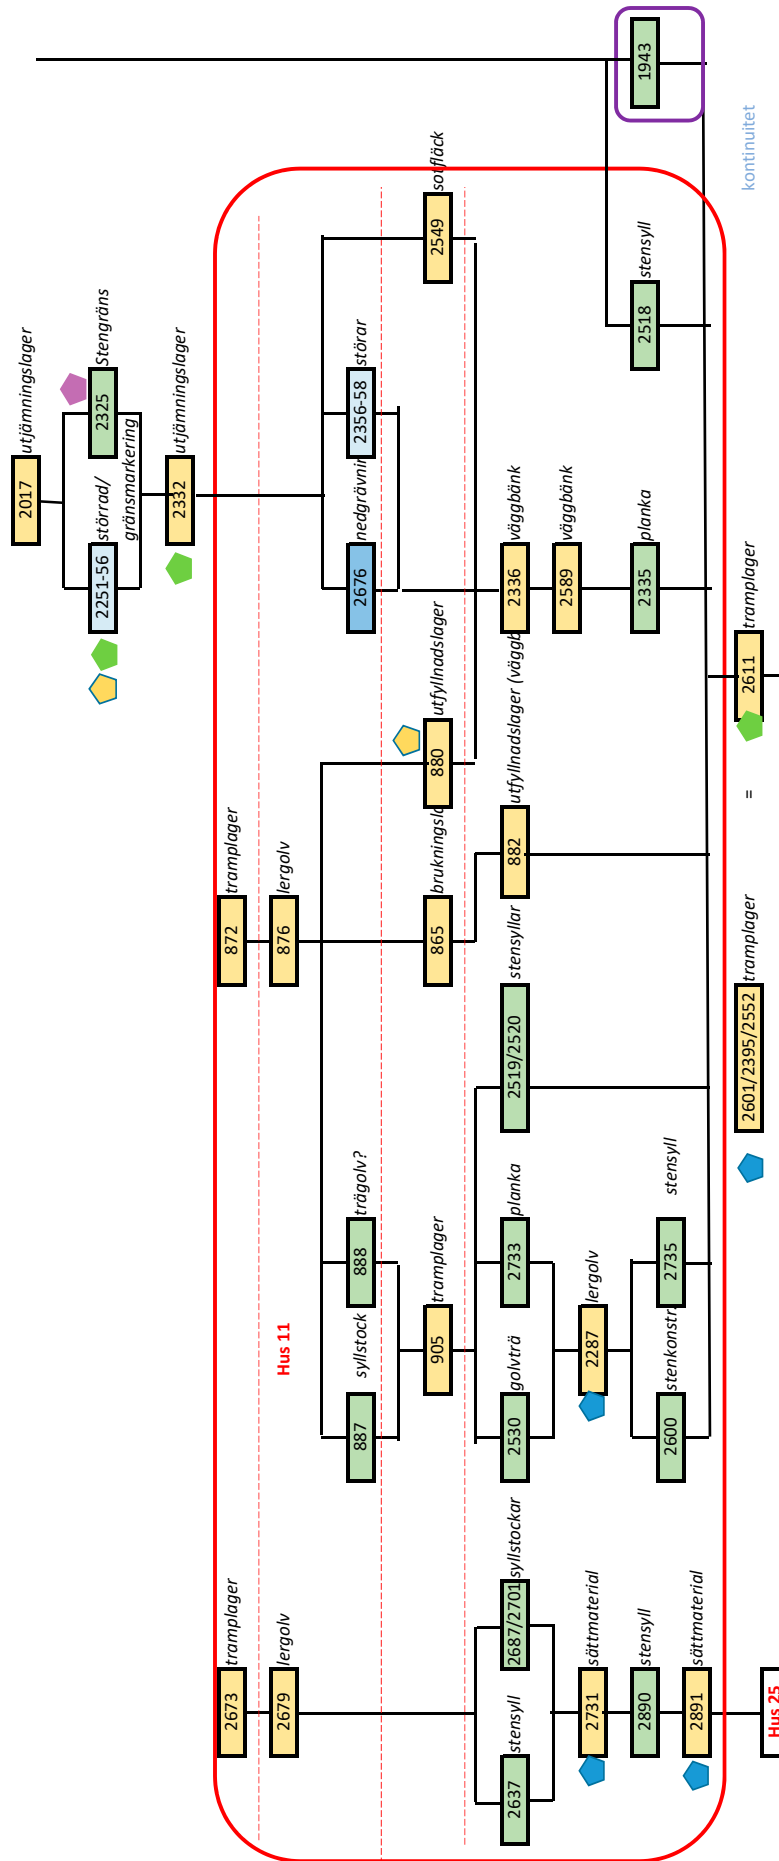 2017 utjämningslager
2251-56 störrad/
gränsmarkering
2325 Stengräns
2332 utjämningslager
2673 tramplager
872 tramplager
2679 lergolv
Hus 11
876 lergolv
887 syllstock
888 trägolv?
2676 nedgrävnin
2356-58 störar
905 tramplager
865 brukningsla
880 utfyllnadslager
2549 sotfläck
2637 stensyll
2687/2701 syllstockar
2530 golvträ
2733 planka
2519/2520 stensyllar
882 utfyllnadslager (väggb
2336 väggbänk
2589 väggbänk
2731 sättmaterial
2287 lergolv
2890 stensyll
2600 stenkonstr
2735 stensyll
2335 planka
2518 stensyll
1943
2891 sättmaterial
2601/2395/2552 tramplager
=
2611 tramplager
kontinuitet
Hus 25